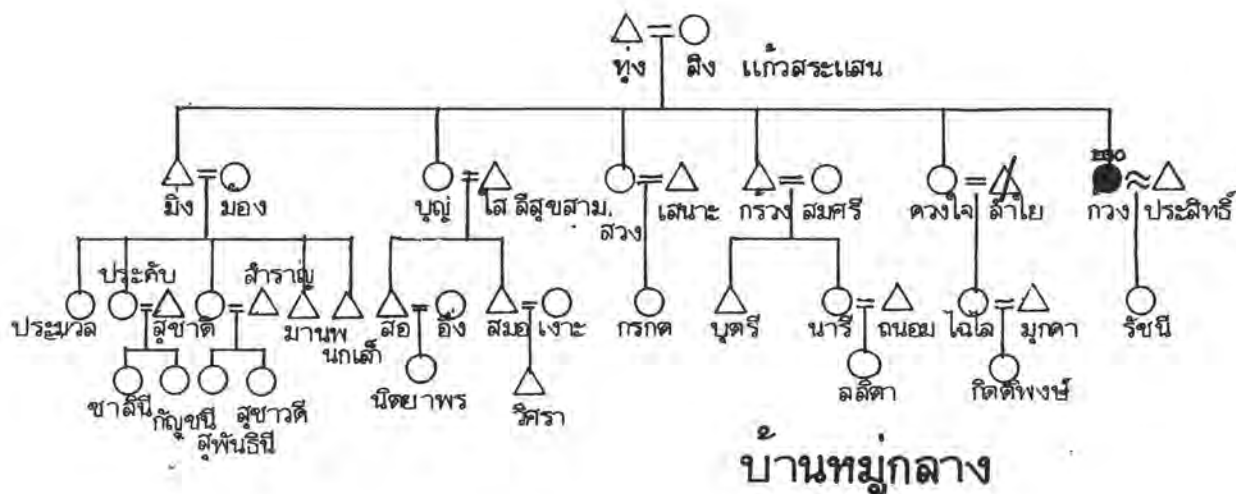 ทุ่ง สิง แก้วสระแสน
EGO
มิ่ง มอง บุญ ใส สีสุขสาม. สวง เสนาะ กร้วง สมศรี ดวงใจ ลำไย กวง ประสิทธิ์
ประดับ สำราญ
ประมวล สุชาติ มานพ นกเล็ก สอ อึ่ง สมอ เงาะ กรกต บุตรี นารี ถนอม ไฉไล มุกดา รัชนี
ชาลินี กัญชนี สุพันธินี สุชาวดี นิตยาพร วิศรา ลลิตา กิตติพงษ์
บ้านหมู่กลาง